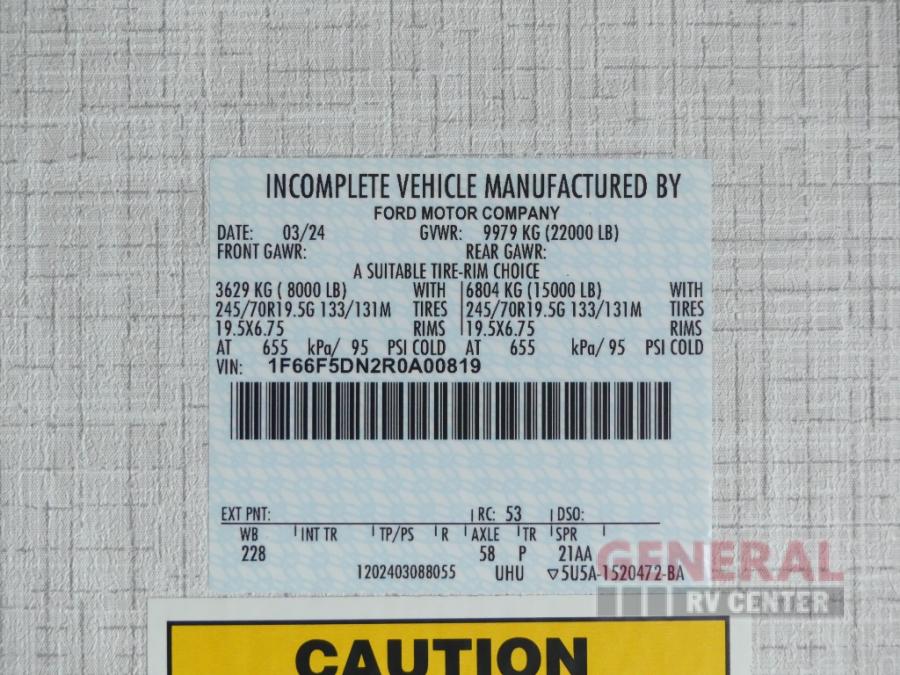 INCOMPLETE VEHICLE MANUFACTURED BY
FORD MOTOR COMPANY
DATE: 03/24 GVWR: 9979 KG (22000 LB)
FRONT GAWR: REAR GAWR:
A SUITABLE TIRE-RIM CHOICE
3629 KG ( 8000 LB) WITH 6804 KG (15000 LB) WITH
245/70R19.5G 133/131M TIRES 245/70R19.5G 133/131M TIRES
19.5X6.75 RIMS 19.5X6.75 RIMS
AT 655 kPa/ 95 PSI COLD AT 655 kPa/ 95 PSI COLD
VIN: 1F66F5DN2R0A00819
EXT PNT: RC: 53 DSO:
WB INT TR TP/PS R AXLE TR SPR
228 58 P 21AA
1202403088055 UHU ▽5U5A-1520472-BA
GENERAL
RV CENTER
CAUTION